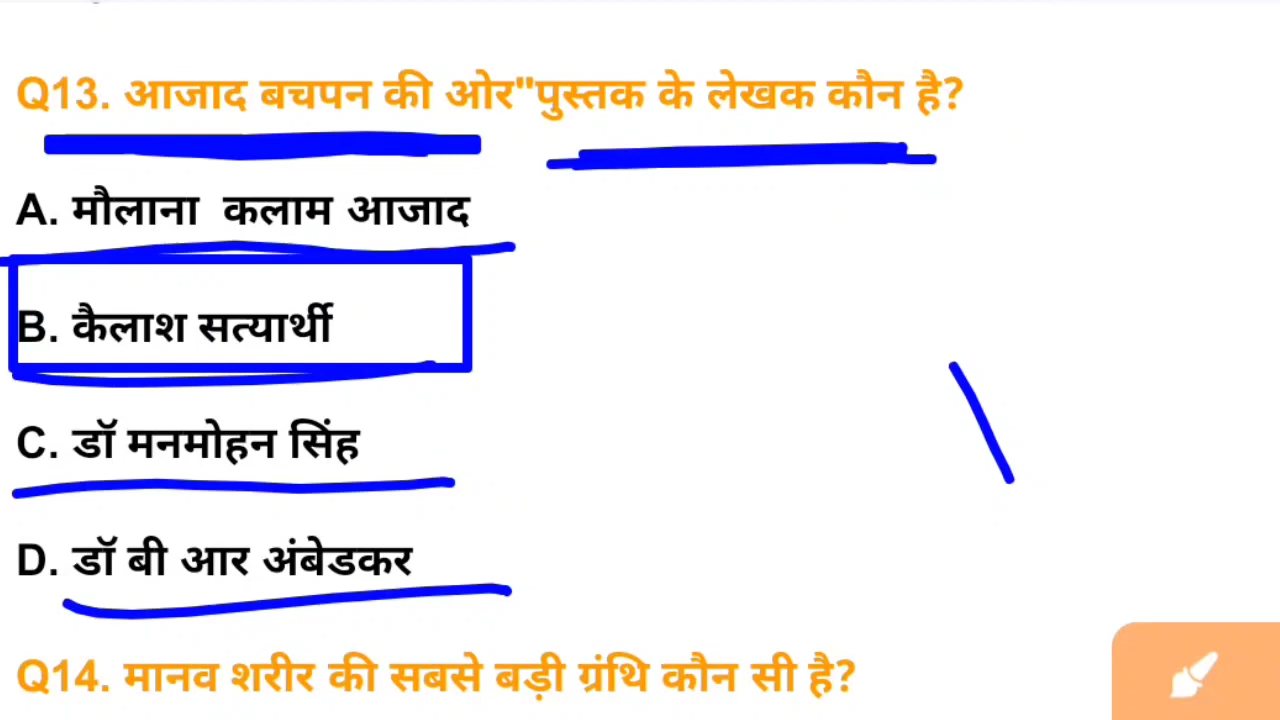 Q13. आजाद बचपन की ओर"पुस्तक के लेखक कौन है?
A. मौलाना कलाम आजाद
B. कैलाश सत्यार्थी
C. डॉ मनमोहन सिंह
D. डॉ बी आर अंबेडकर
Q14. मानव शरीर की सबसे बड़ी ग्रंथि कौन सी है?